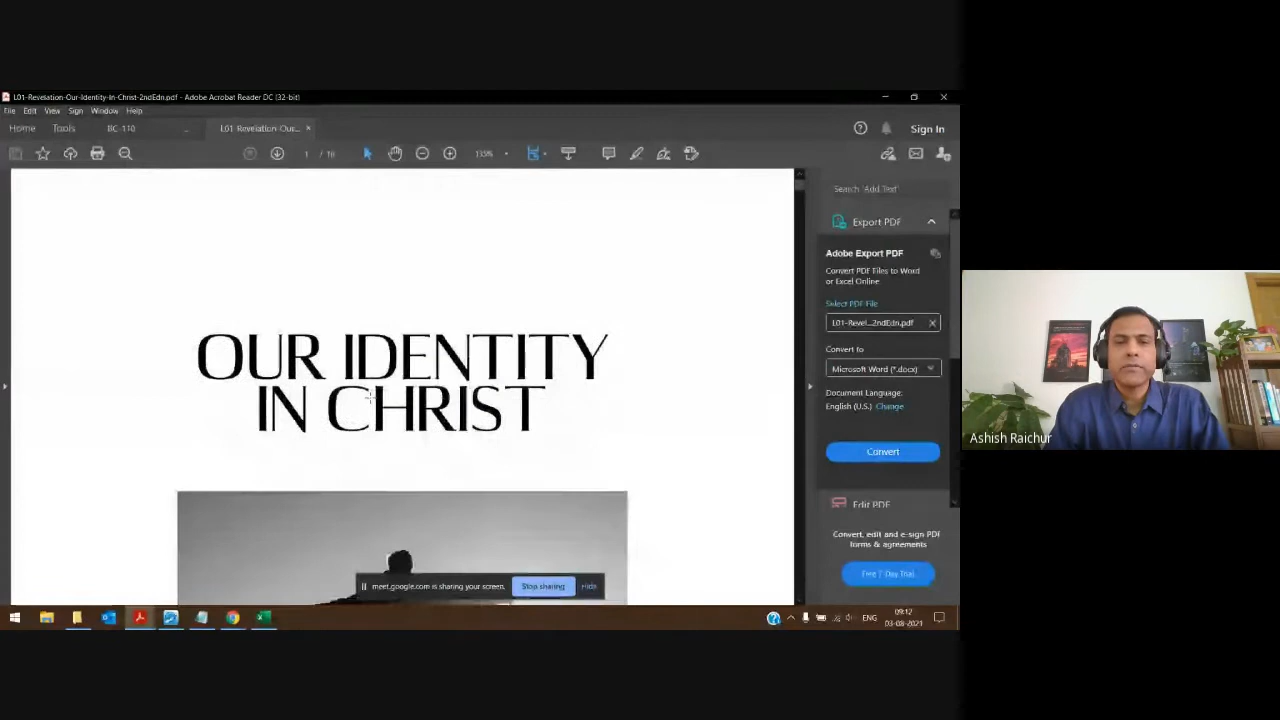 L01-Revelation-Our-Identity-In-Christ-2ndEdn.pdf - Adobe Acrobat Reader DC (32-bit)
File Edit View Sign Window Help
Home Tools BC-110 L01 Revelation-Our... ×
Sign In
1 / 18 135%
Search 'Add Text'
Export PDF
Adobe Export PDF
Convert PDF Files to Word
or Excel Online
Select PDF File
L01-Revel...2ndEdn.pdf
Convert to
Microsoft Word (*.docx)
Document Language:
English (U.S.) Change
Convert
Edit PDF
Convert, edit and e-sign PDF
forms & agreements
Free 7-Day Trial
OUR IDENTITY
IN CHRIST
meet.google.com is sharing your screen. Stop sharing Hide
ENG
09:12
03-08-2021
Ashish Raichur